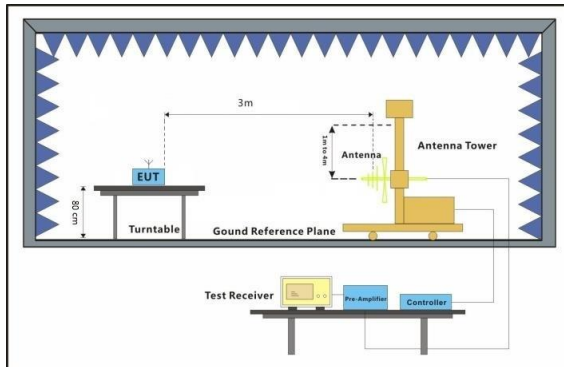 3m
1m to 4m
Antenna
Antenna Tower
EUT
80 cm
Turntable
Gound Reference Plane
Test Receiver
Pre-Amplifier
Controller